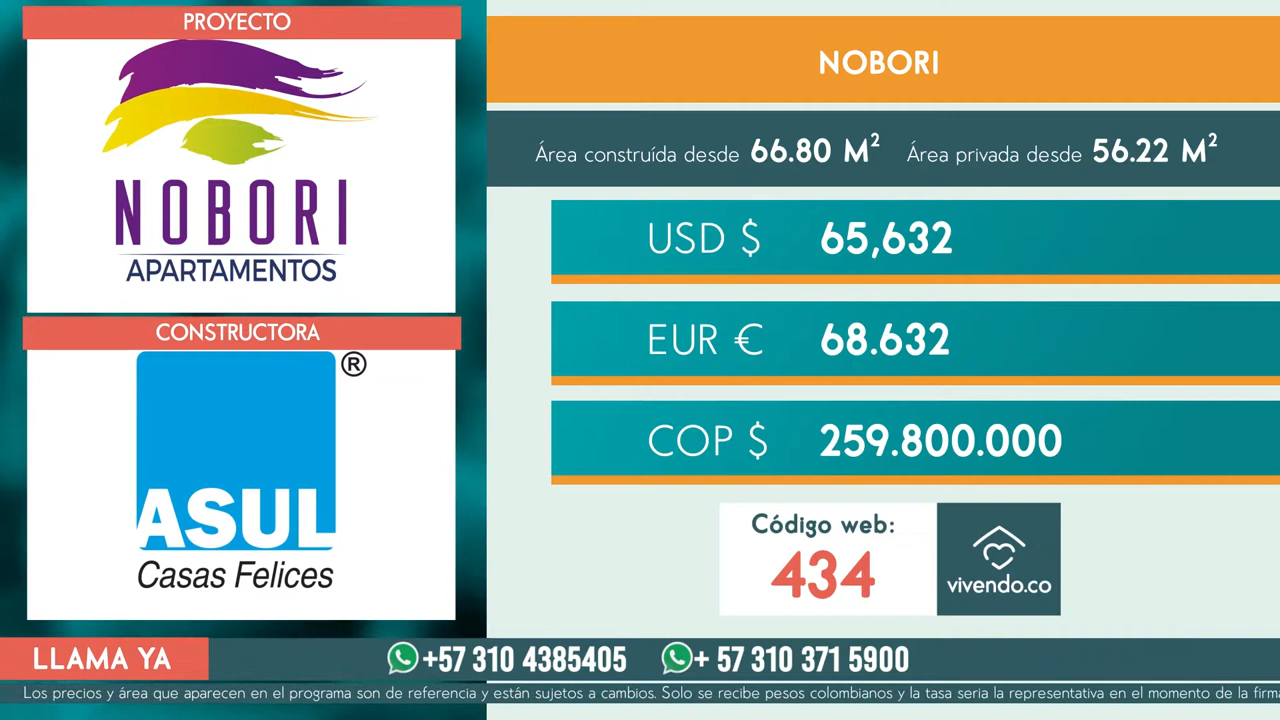 PROYECTO
NOBORI
APARTAMENTOS
CONSTRUCTORA
®
ASUL
Casas Felices
NOBORI
Área construída desde 66.80 M² Área privada desde 56.22 M²
USD $ 65,632
EUR € 68.632
COP $ 259.800.000
Código web:
434
vivendo.co
LLAMA YA
+57 310 4385405 + 57 310 371 5900
Los precios y área que aparecen en el programa son de referencia y están sujetos a cambios. Solo se recibe pesos colombianos y la tasa seria la representativa en el momento de la firma